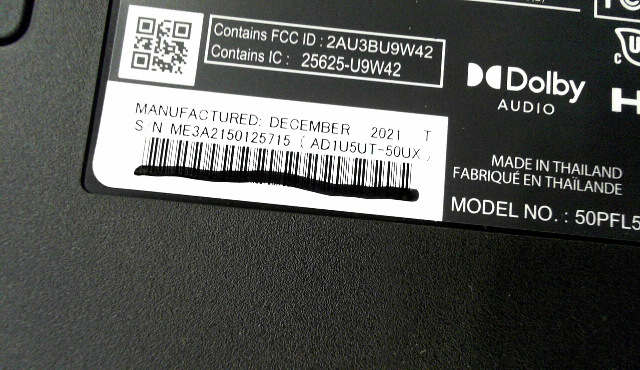 Contains FCC ID : 2AU3BU9W42
Contains IC : 25625-U9W42
Dolby
AUDIO
MANUFACTURED: DECEMBER 2021 T
S N ME3A2150125715 ( AD1U5UT-50UX )
MADE IN THAILAND
FABRIQUÉ EN THAÏLANDE
MODEL NO. : 50PFL5